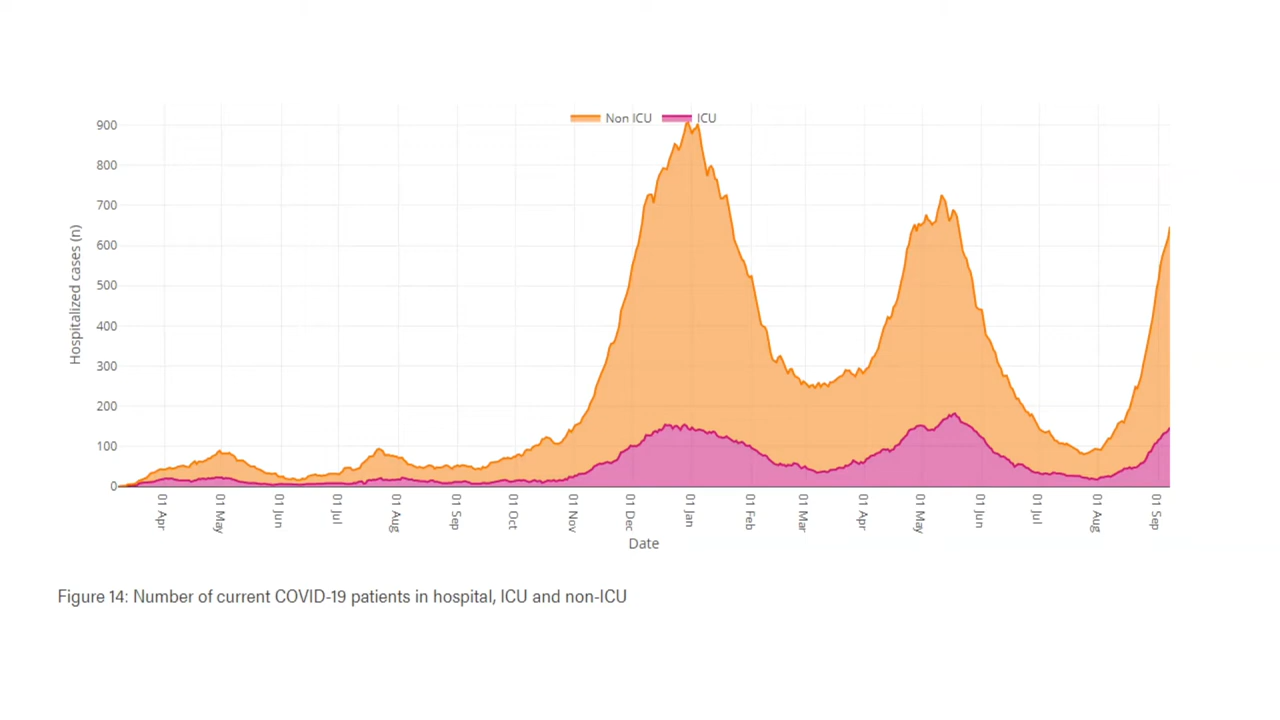 Non ICU ICU
900
800
700
600
500
400
300
200
100
0
Hospitalized cases (n)
01 Apr
01 May
01 Jun
01 Jul
01 Aug
01 Sep
01 Oct
01 Nov
01 Dec
01 Jan
01 Feb
01 Mar
01 Apr
01 May
01 Jun
01 Jul
01 Aug
01 Sep
Date
Figure 14: Number of current COVID-19 patients in hospital, ICU and non-ICU